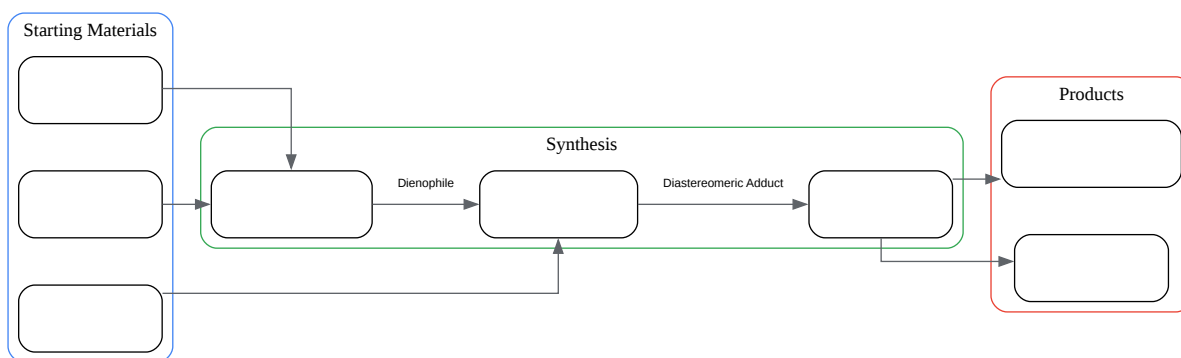 Starting Materials
Products
Synthesis
Dienophile
Diastereomeric Adduct